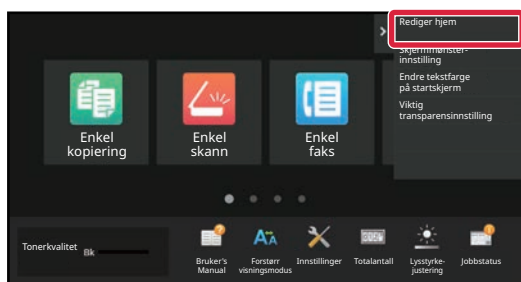 Rediger hjem
Skjermmønster-
innstilling
Endre tekstfarge
på startskjerm
Viktig
transparensinnstilling
Enkel
kopiering
Enkel
skann
Enkel
faks
Tonerkvalitet
Bk
Bruker's
Manual
Forstørr
visningsmodus
Innstillinger
Totalantall
Lysstyrke-
justering
Jobbstatus